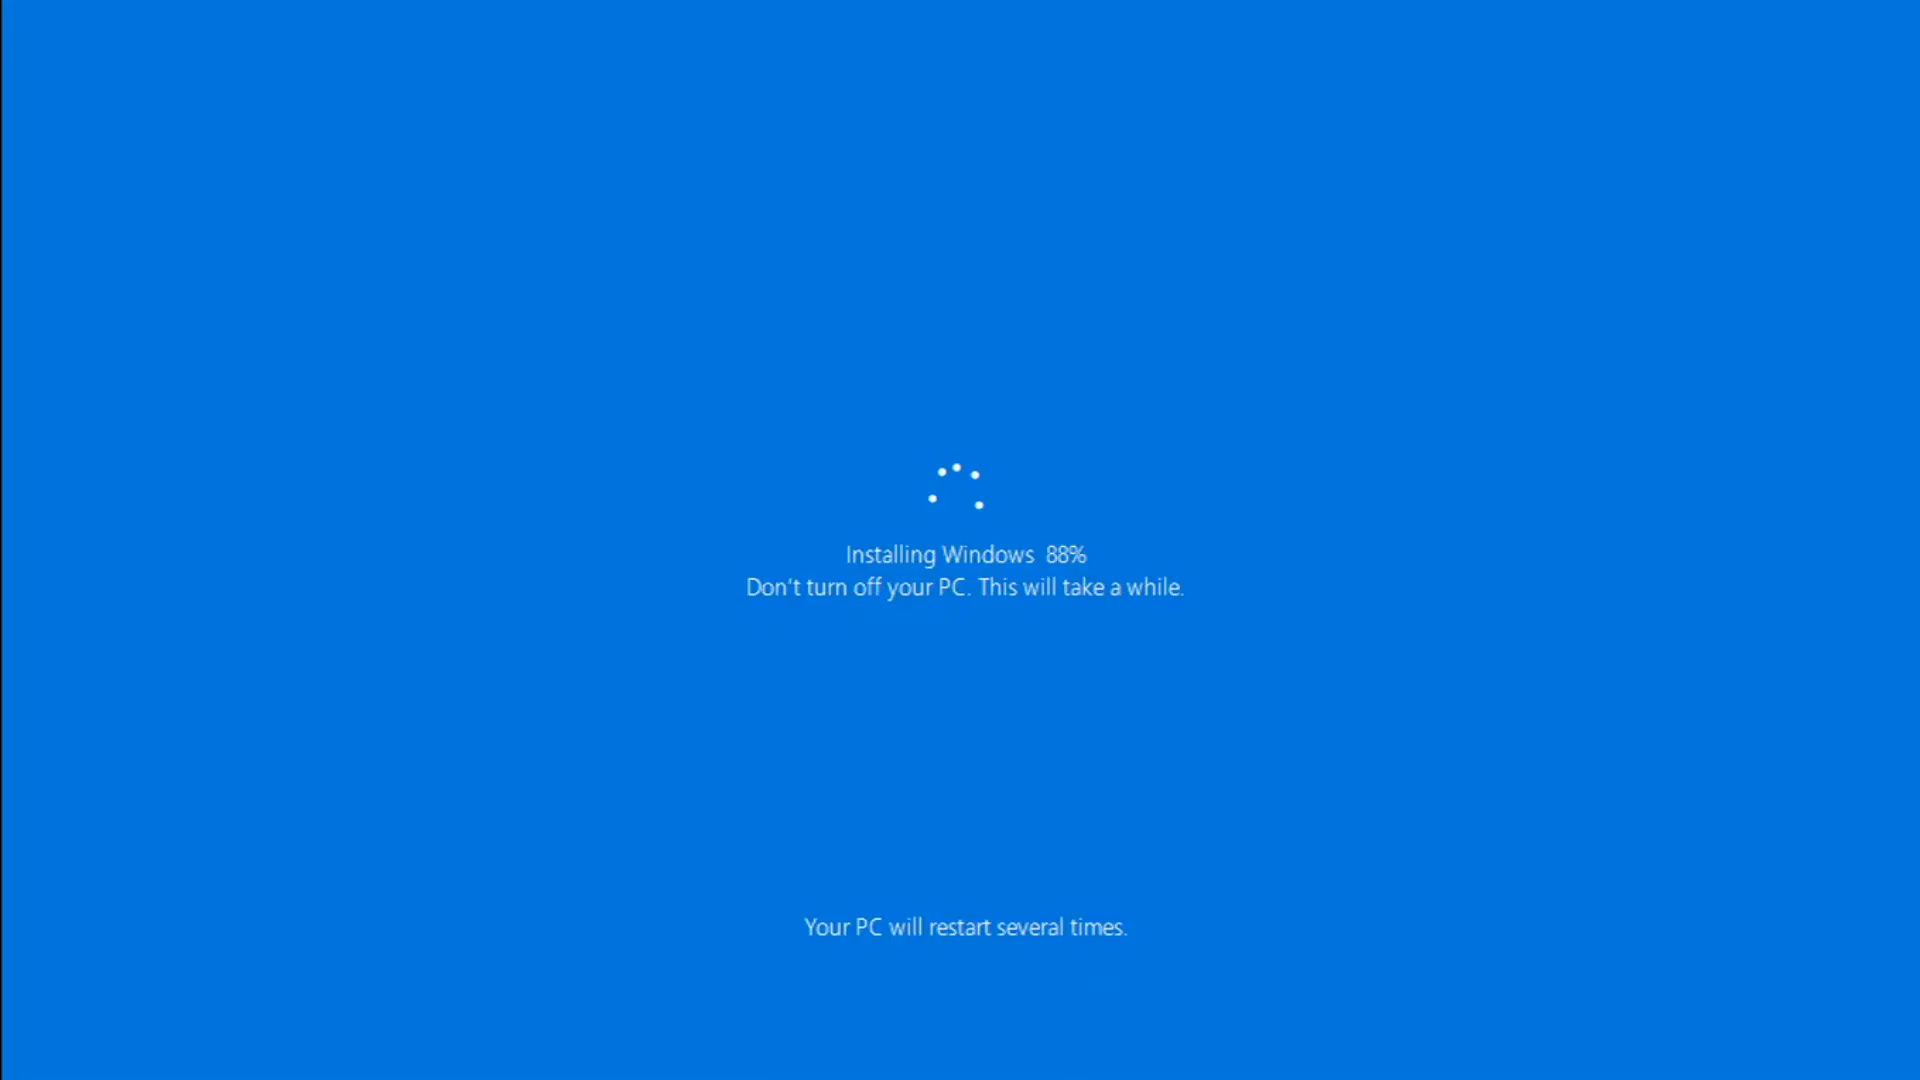 Installing Windows 88%
Don't turn off your PC. This will take a while.
Your PC will restart several times.